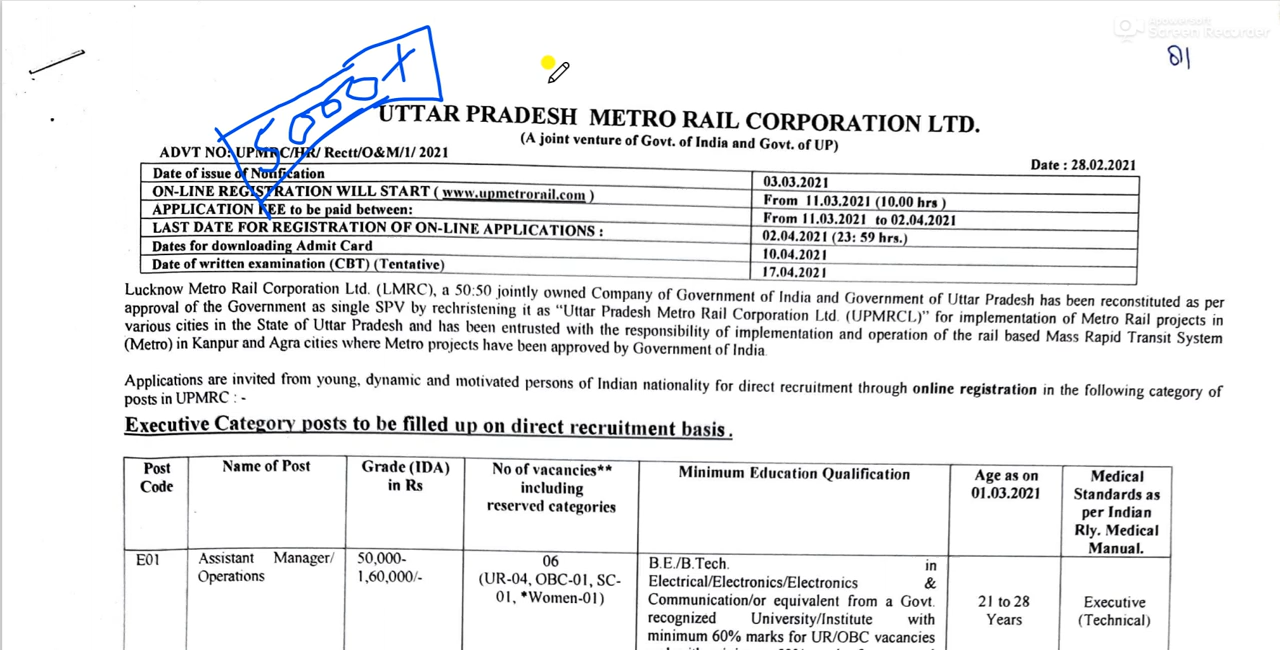 Apowersoft
Screen Recorder
01
5000X
UTTAR PRADESH METRO RAIL CORPORATION LTD.
(A joint venture of Govt. of India and Govt. of UP)
ADVT NO: UPMRC/HR/ Rectt/O&M/1/ 2021
Date : 28.02.2021
Date of issue of Notification 03.03.2021
ON-LINE REGISTRATION WILL START ( www.upmetrorail.com ) From 11.03.2021 (10.00 hrs )
APPLICATION FEE to be paid between: From 11.03.2021 to 02.04.2021
LAST DATE FOR REGISTRATION OF ON-LINE APPLICATIONS : 02.04.2021 (23: 59 hrs.)
Dates for downloading Admit Card 10.04.2021
Date of written examination (CBT) (Tentative) 17.04.2021
Lucknow Metro Rail Corporation Ltd. (LMRC), a 50:50 jointly owned Company of Government of India and Government of Uttar Pradesh has been reconstituted as per
approval of the Government as single SPV by rechristening it as "Uttar Pradesh Metro Rail Corporation Ltd. (UPMRCL)" for implementation of Metro Rail projects in
various cities in the State of Uttar Pradesh and has been entrusted with the responsibility of implementation and operation of the rail based Mass Rapid Transit System
(Metro) in Kanpur and Agra cities where Metro projects have been approved by Government of India.
Applications are invited from young, dynamic and motivated persons of Indian nationality for direct recruitment through online registration in the following category of
posts in UPMRC : -
Executive Category posts to be filled up on direct recruitment basis.
Post Code
Name of Post
Grade (IDA) in Rs
No of vacancies** including reserved categories
Minimum Education Qualification
Age as on 01.03.2021
Medical Standards as per Indian Rly. Medical Manual.
E01
Assistant Manager/
Operations
50,000-
1,60,000/-
06
(UR-04, OBC-01, SC-
01, *Women-01)
B.E./B.Tech. in
Electrical/Electronics/Electronics &
Communication/or equivalent from a Govt.
recognized University/Institute with
minimum 60% marks for UR/OBC vacancies
21 to 28
Years
Executive
(Technical)